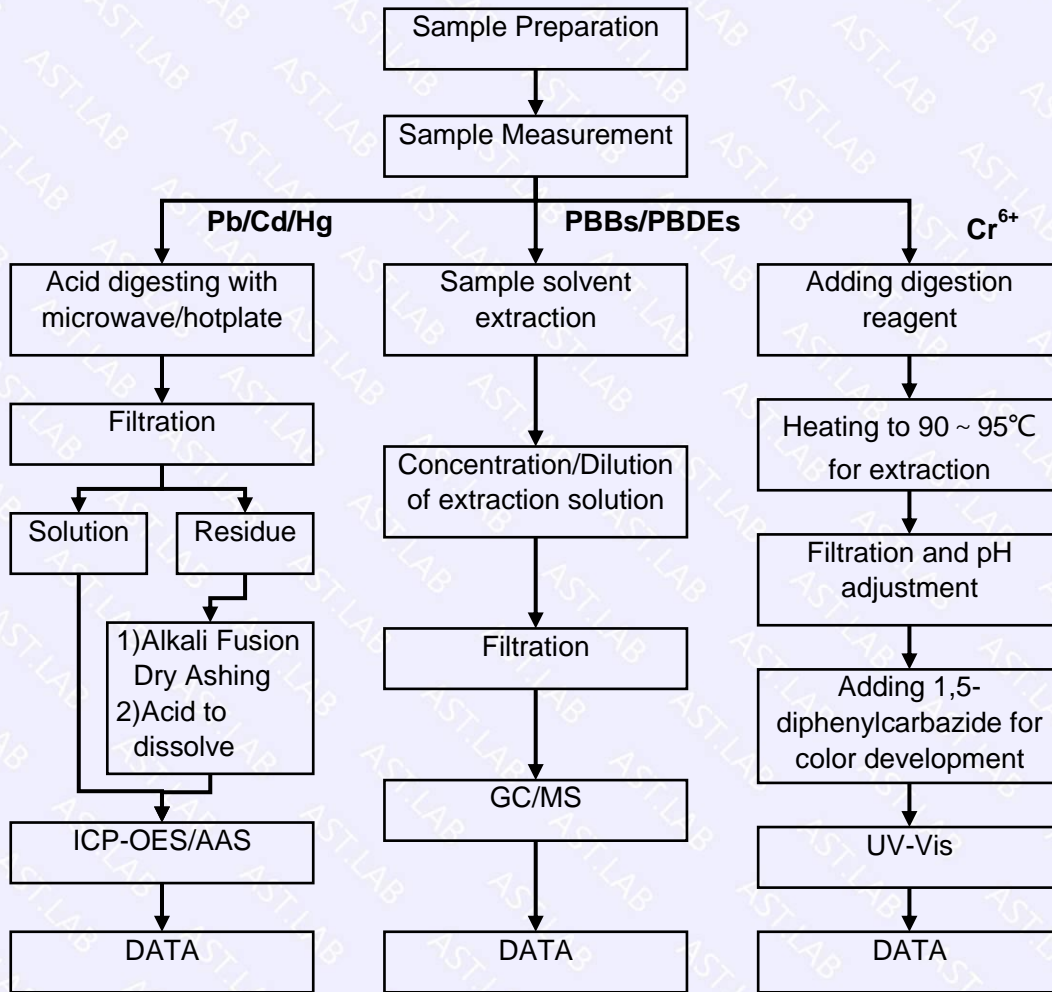 Sample Preparation
Sample Measurement
Pb/Cd/Hg
PBBs/PBDEs
Cr⁶⁺
Acid digesting with
microwave/hotplate
Filtration
Solution
Residue
1)Alkali Fusion
Dry Ashing
2)Acid to
dissolve
ICP-OES/AAS
DATA
Sample solvent
extraction
Concentration/Dilution
of extraction solution
Filtration
GC/MS
DATA
Adding digestion
reagent
Heating to 90 ~ 95℃
for extraction
Filtration and pH
adjustment
Adding 1,5-
diphenylcarbazide for
color development
UV-Vis
DATA
AST.LAB